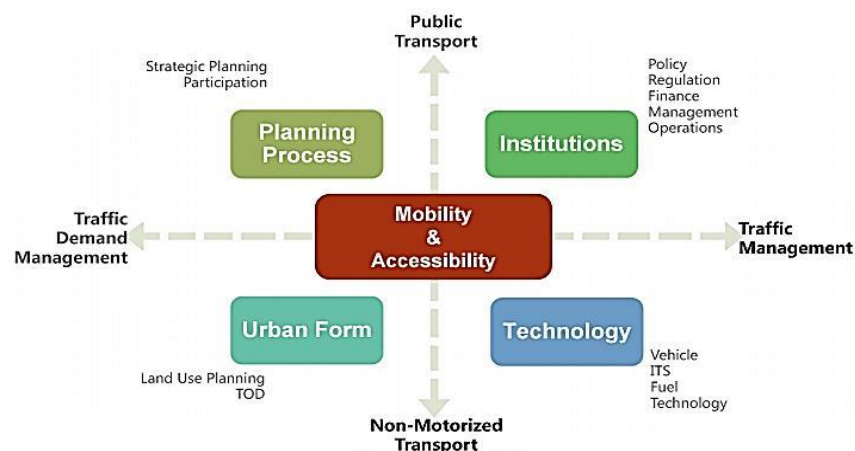 Public
Transport
Strategic Planning
Participation
Policy
Regulation
Finance
Management
Operations
Planning
Process
Institutions
Traffic
Demand
Management
Mobility
&
Accessibility
Traffic
Management
Urban Form
Technology
Land Use Planning
TOD
Vehicle
ITS
Fuel
Technology
Non-Motorized
Transport